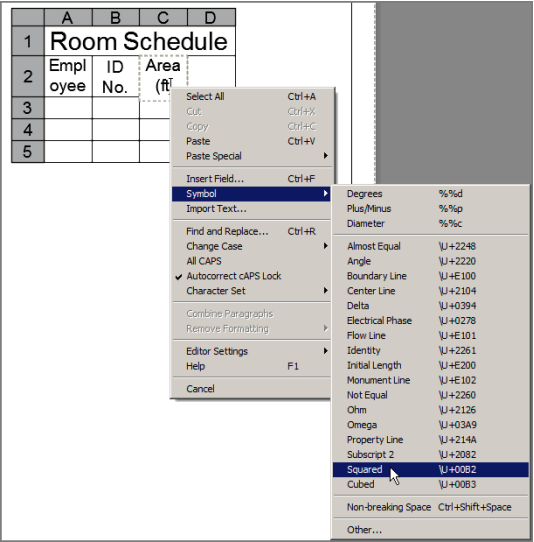 A B C D
1 Room Schedule
2 Empl ID Area
oyee No. (ft
3
4
5
Select All Ctrl+A
Cut Ctrl+X
Copy Ctrl+C
Paste Ctrl+V
Paste Special
Insert Field... Ctrl+F
Symbol
Import Text...
Find and Replace... Ctrl+R
Change Case
All CAPS
Autocorrect cAPS Lock
Character Set
Combine Paragraphs
Remove Formatting
Editor Settings
Help F1
Cancel
Degrees %%d
Plus/Minus %%p
Diameter %%c
Almost Equal \U+2248
Angle \U+2220
Boundary Line \U+E100
Center Line \U+2104
Delta \U+0394
Electrical Phase \U+0278
Flow Line \U+E101
Identity \U+2261
Initial Length \U+E200
Monument Line \U+E102
Not Equal \U+2260
Ohm \U+2126
Omega \U+03A9
Property Line \U+214A
Subscript 2 \U+2082
Squared \U+00B2
Cubed \U+00B3
Non-breaking Space Ctrl+Shift+Space
Other...